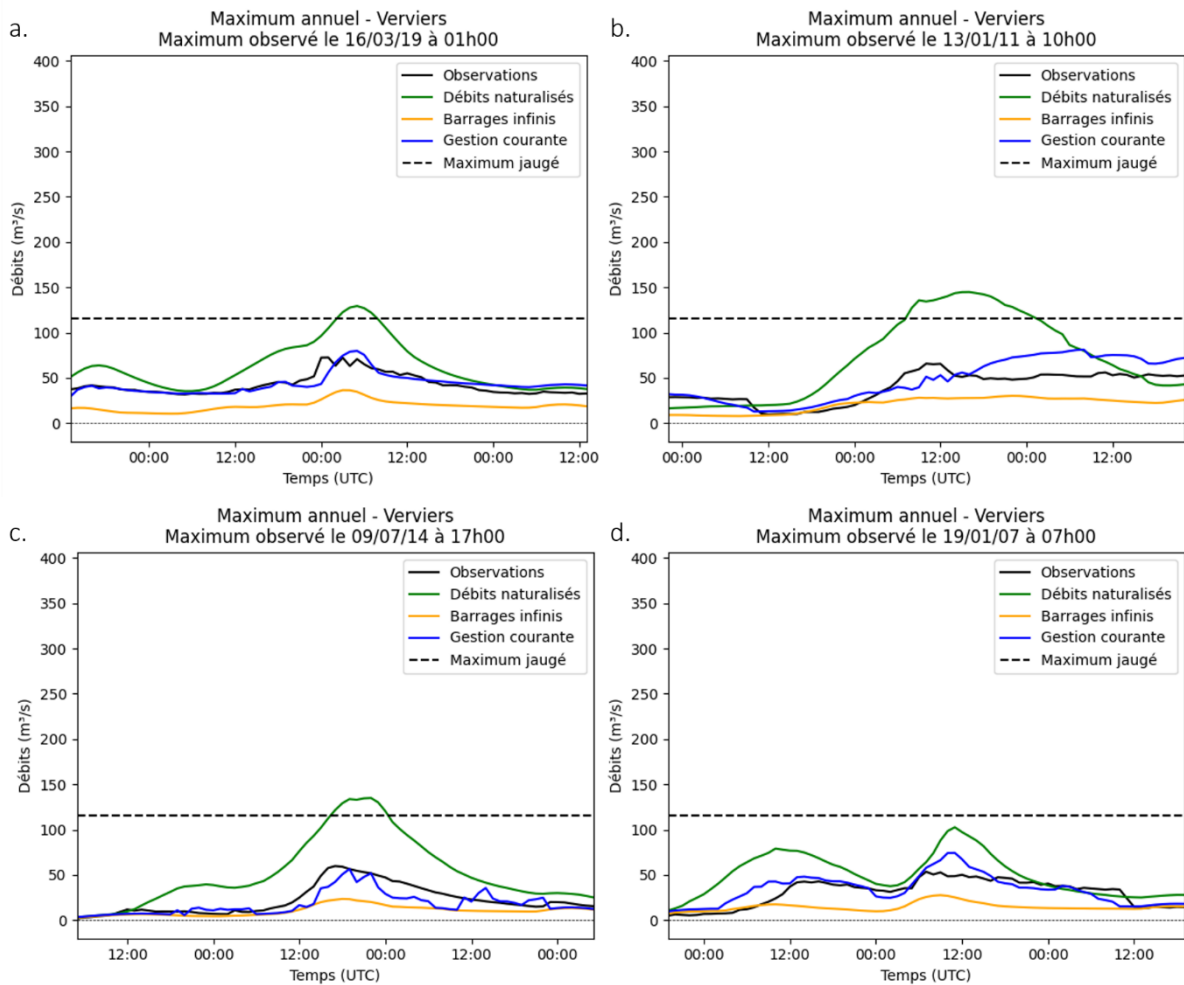 a.
Maximum annuel - Verviers
Maximum observé le 16/03/19 à 01h00
Débits (m³/s)
400
350
300
250
200
150
100
50
0
Observations
Débits naturalisés
Barrages infinis
Gestion courante
Maximum jaugé
00:00 12:00 00:00 12:00 00:00 12:00
Temps (UTC)
b.
Maximum annuel - Verviers
Maximum observé le 13/01/11 à 10h00
Débits (m³/s)
400
350
300
250
200
150
100
50
0
Observations
Débits naturalisés
Barrages infinis
Gestion courante
Maximum jaugé
00:00 12:00 00:00 12:00 00:00 12:00
Temps (UTC)
c.
Maximum annuel - Verviers
Maximum observé le 09/07/14 à 17h00
Débits (m³/s)
400
350
300
250
200
150
100
50
0
Observations
Débits naturalisés
Barrages infinis
Gestion courante
Maximum jaugé
12:00 00:00 12:00 00:00 12:00 00:00
Temps (UTC)
d.
Maximum annuel - Verviers
Maximum observé le 19/01/07 à 07h00
Débits (m³/s)
400
350
300
250
200
150
100
50
0
Observations
Débits naturalisés
Barrages infinis
Gestion courante
Maximum jaugé
00:00 12:00 00:00 12:00 00:00 12:00
Temps (UTC)